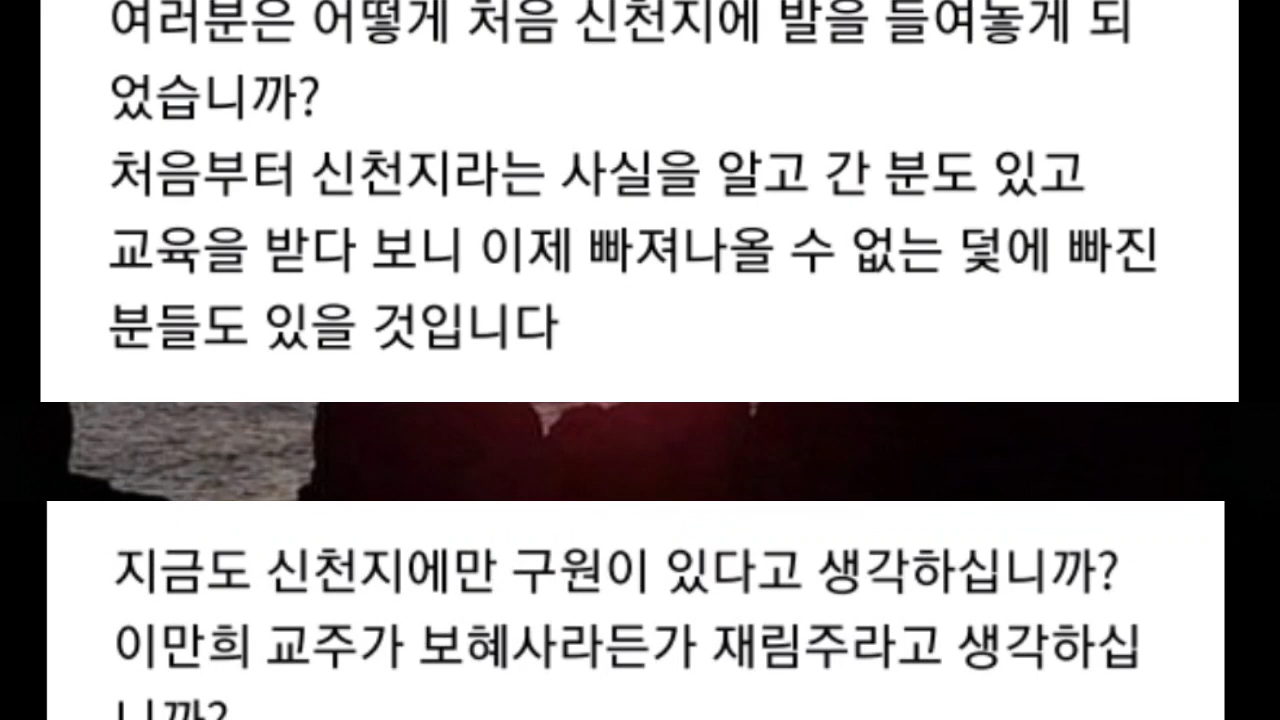 여러분은 어떻게 처음 신천지에 발을 들여놓게 되
었습니까?
처음부터 신천지라는 사실을 알고 간 분도 있고
교육을 받다 보니 이제 빠져나올 수 없는 덫에 빠진
분들도 있을 것입니다
지금도 신천지에만 구원이 있다고 생각하십니까?
이만희 교주가 보혜사라든가 재림주라고 생각하십
니까?